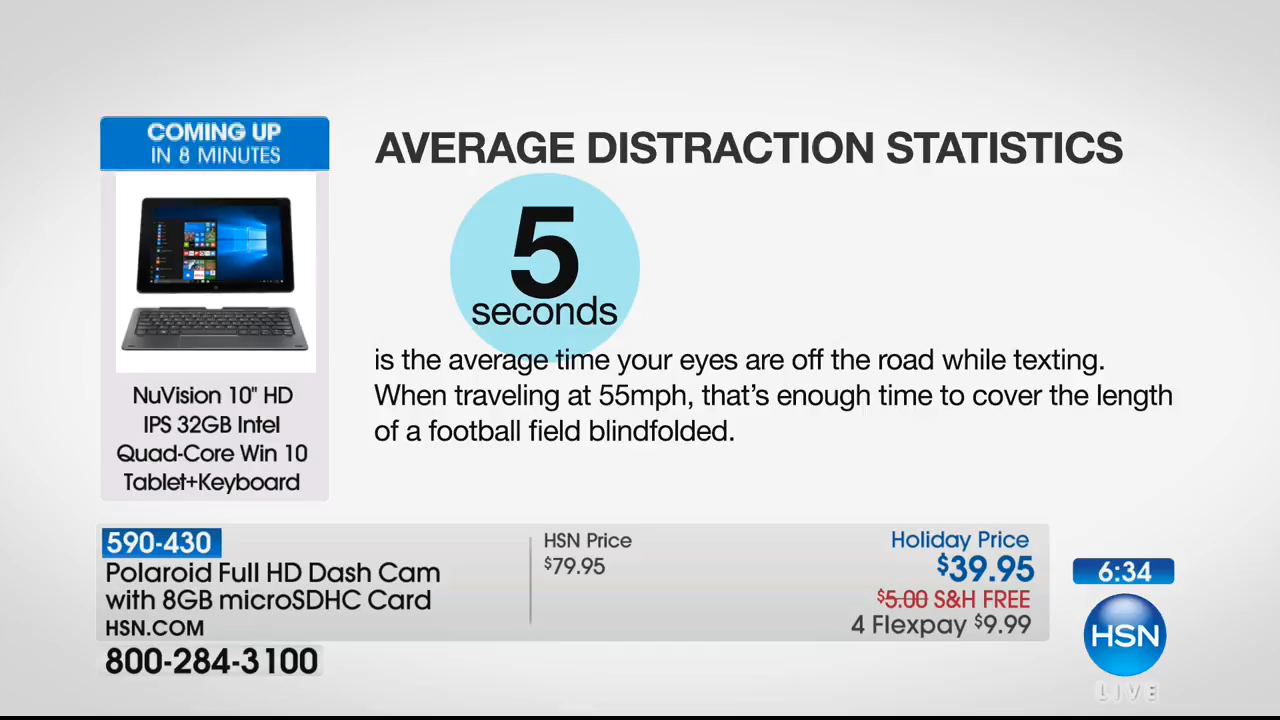 COMING UP
IN 8 MINUTES
NuVision 10" HD
IPS 32GB Intel
Quad-Core Win 10
Tablet+Keyboard
AVERAGE DISTRACTION STATISTICS
5
seconds
is the average time your eyes are off the road while texting.
When traveling at 55mph, that’s enough time to cover the length
of a football field blindfolded.
590-430
Polaroid Full HD Dash Cam
with 8GB microSDHC Card
HSN.COM
800-284-3100
HSN Price
$79.95
Holiday Price
$39.95
$5.00 S&H FREE
4 Flexpay $9.99
6:34
HSN
LIVE